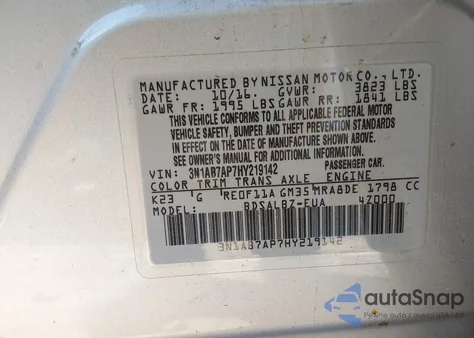 MANUFACTURED BY NISSAN MOTOR CO., LTD.
DATE: 10/16. GVWR: 3823 LBS
GAWR FR: 1995 LBS GAWR RR: 1841 LBS
THIS VEHICLE CONFORMS TO ALL APPLICABLE FEDERAL MOTOR
VEHICLE SAFETY, BUMPER AND THEFT PREVENTION STANDARDS
IN EFFECT ON THE DATE OF MANUFACTURE SHOWN ABOVE.
SEE OWNER'S MANUAL FOR ADDITIONAL INFORMATION.
VIN: 3N1AB7AP7HY219142 PASSENGER CAR.
COLOR TRIM TRANS AXLE ENGINE
K23 G RE0F11A GM35 MRA8DE 1798 CC
MODEL: BDSALBZ-EUA 4Z000
3N1AB7AP7HY219142
autaSnap